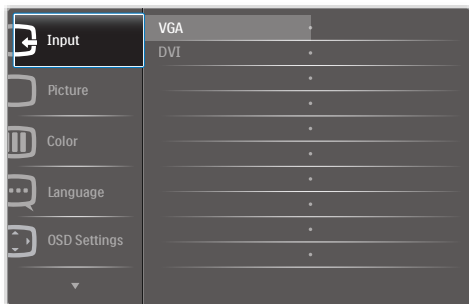 Input
VGA
DVI
Picture
Color
Language
OSD Settings